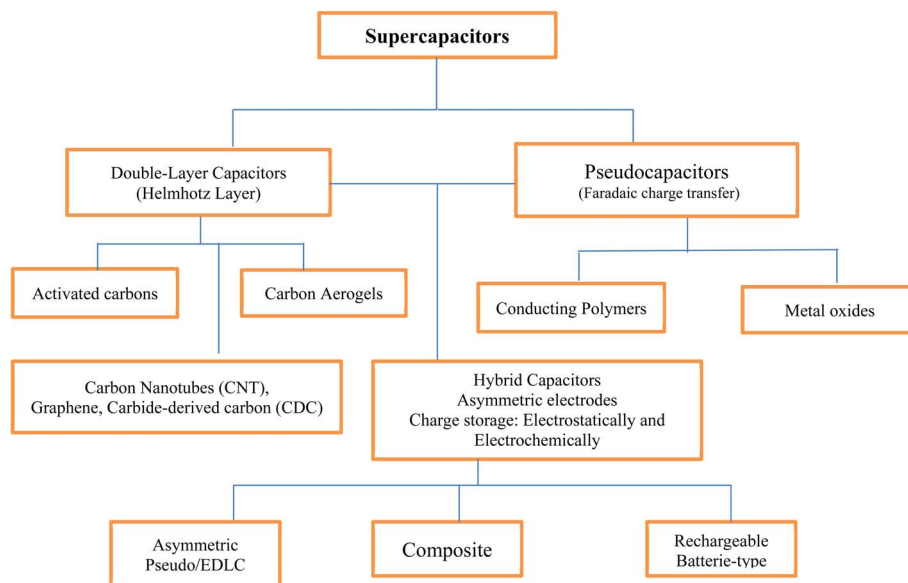 Supercapacitors
Double-Layer Capacitors
(Helmhotz Layer)
Pseudocapacitors
(Faradaic charge transfer)
Activated carbons
Carbon Aerogels
Conducting Polymers
Metal oxides
Carbon Nanotubes (CNT),
Graphene, Carbide-derived carbon (CDC)
Hybrid Capacitors
Asymmetric electrodes
Charge storage: Electrostatically and
Electrochemically
Asymmetric
Pseudo/EDLC
Composite
Rechargeable
Batterie-type